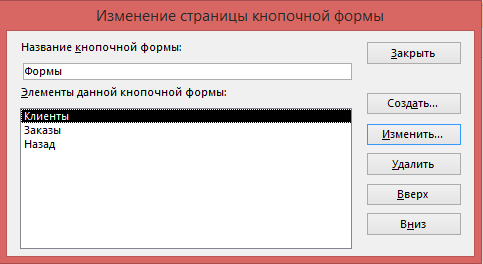 Изменение страницы кнопочной формы
Название кнопочной формы:
Закрыть
Формы
Элементы данной кнопочной формы:
Создать...
Клиенты
Заказы
Назад
Изменить...
Удалить
Вверх
Вниз